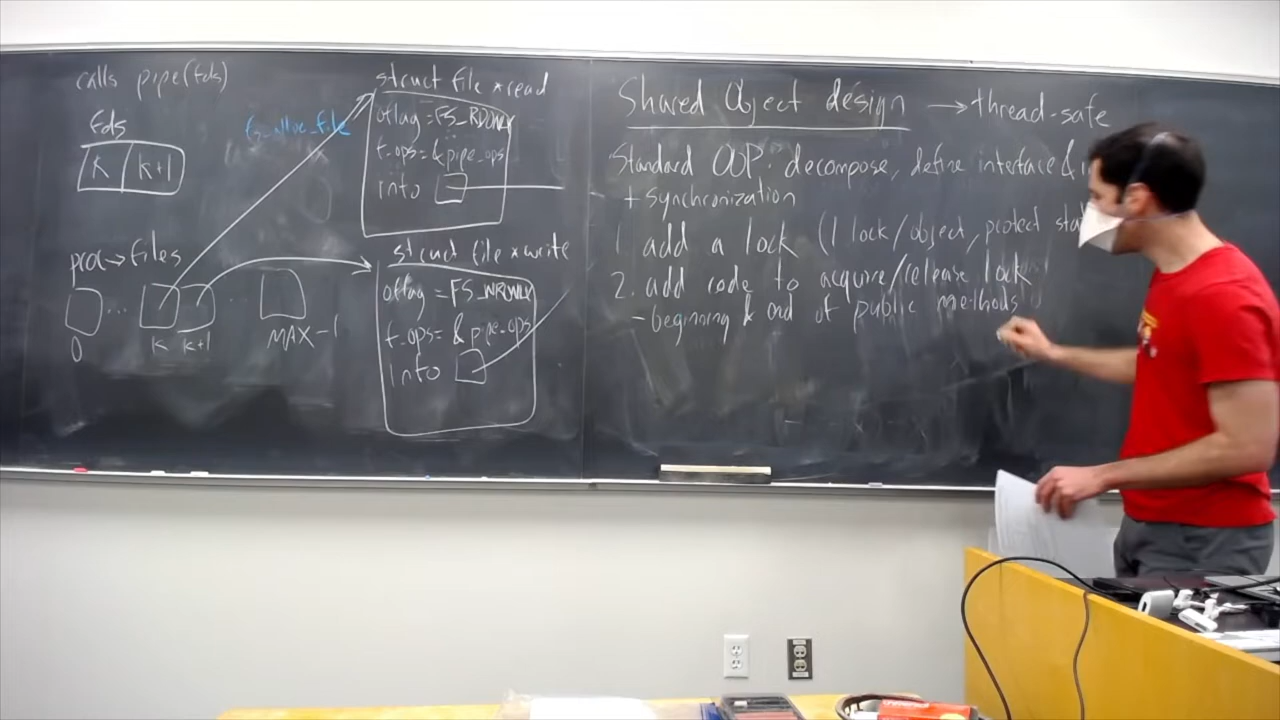 calls pipe(fds)
fds
k k+1
fs_alloc_file
proc→files
...
0 k k+1 MAX-1
struct file *read
oflag = FS_RDONLY
f_ops = &pipe_ops
info
struct file *write
oflag = FS_WRONLY
f_ops = &pipe_ops
info
Shared Object design → thread-safe
Standard OOP: decompose, define interface &
+ synchronization
1. add a lock (1 lock/object, protect
2. add code to acquire/release lock
- beginning & end of public methods